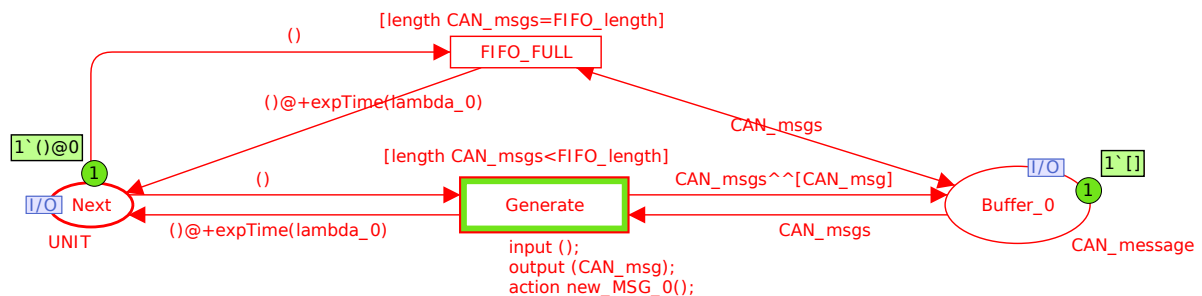 [length CAN_msgs=FIFO_length]
()
FIFO_FULL
()@+expTime(lambda_0)
CAN_msgs
1`()@0
[length CAN_msgs<FIFO_length]
1
()
I/O
1`[]
CAN_msgs^^[CAN_msg]
1
I/O
Next
Generate
Buffer_0
UNIT
()@+expTime(lambda_0)
CAN_msgs
CAN_message
input ();
output (CAN_msg);
action new_MSG_0();